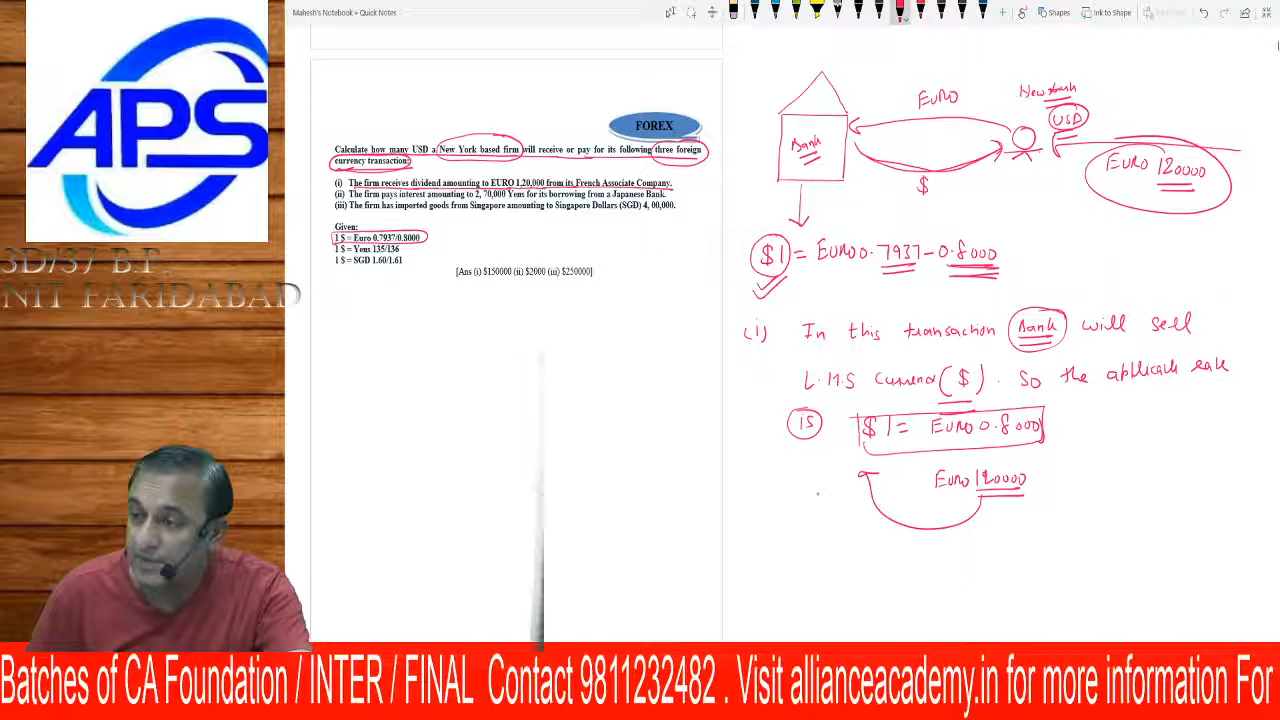 Mahesh's Notebook » Quick Notes
Shapes
Ink to Shape
APS
3D/37 B.P.
NIT FARIDABAD
FOREX
Calculate how many USD a New York based firm will receive or pay for its following three foreign
currency transaction:
(i) The firm receives dividend amounting to EURO 1,20,000 from its French Associate Company.
(ii) The firm pays interest amounting to 2, 70,000 Yens for its borrowing from a Japanese Bank.
(iii) The firm has imported goods from Singapore amounting to Singapore Dollars (SGD) 4, 00,000.
Given:
1 $ = Euro 0.7937/0.8000
1 $ = Yens 135/136
1 $ = SGD 1.60/1.61
[Ans (i) $150000 (ii) $2000 (iii) $250000]
Bank
EURO
$
USD
EURO 120000
$1 = EURO 0.7937 - 0.8000
(i) In this transaction Bank will sell
L.H.S currency ($). So the rate
is $1 = EURO 0.8000
EURO 120000
Batches of CA Foundation / INTER / FINAL Contact 9811232482 . Visit allianceacademy.in for more information For